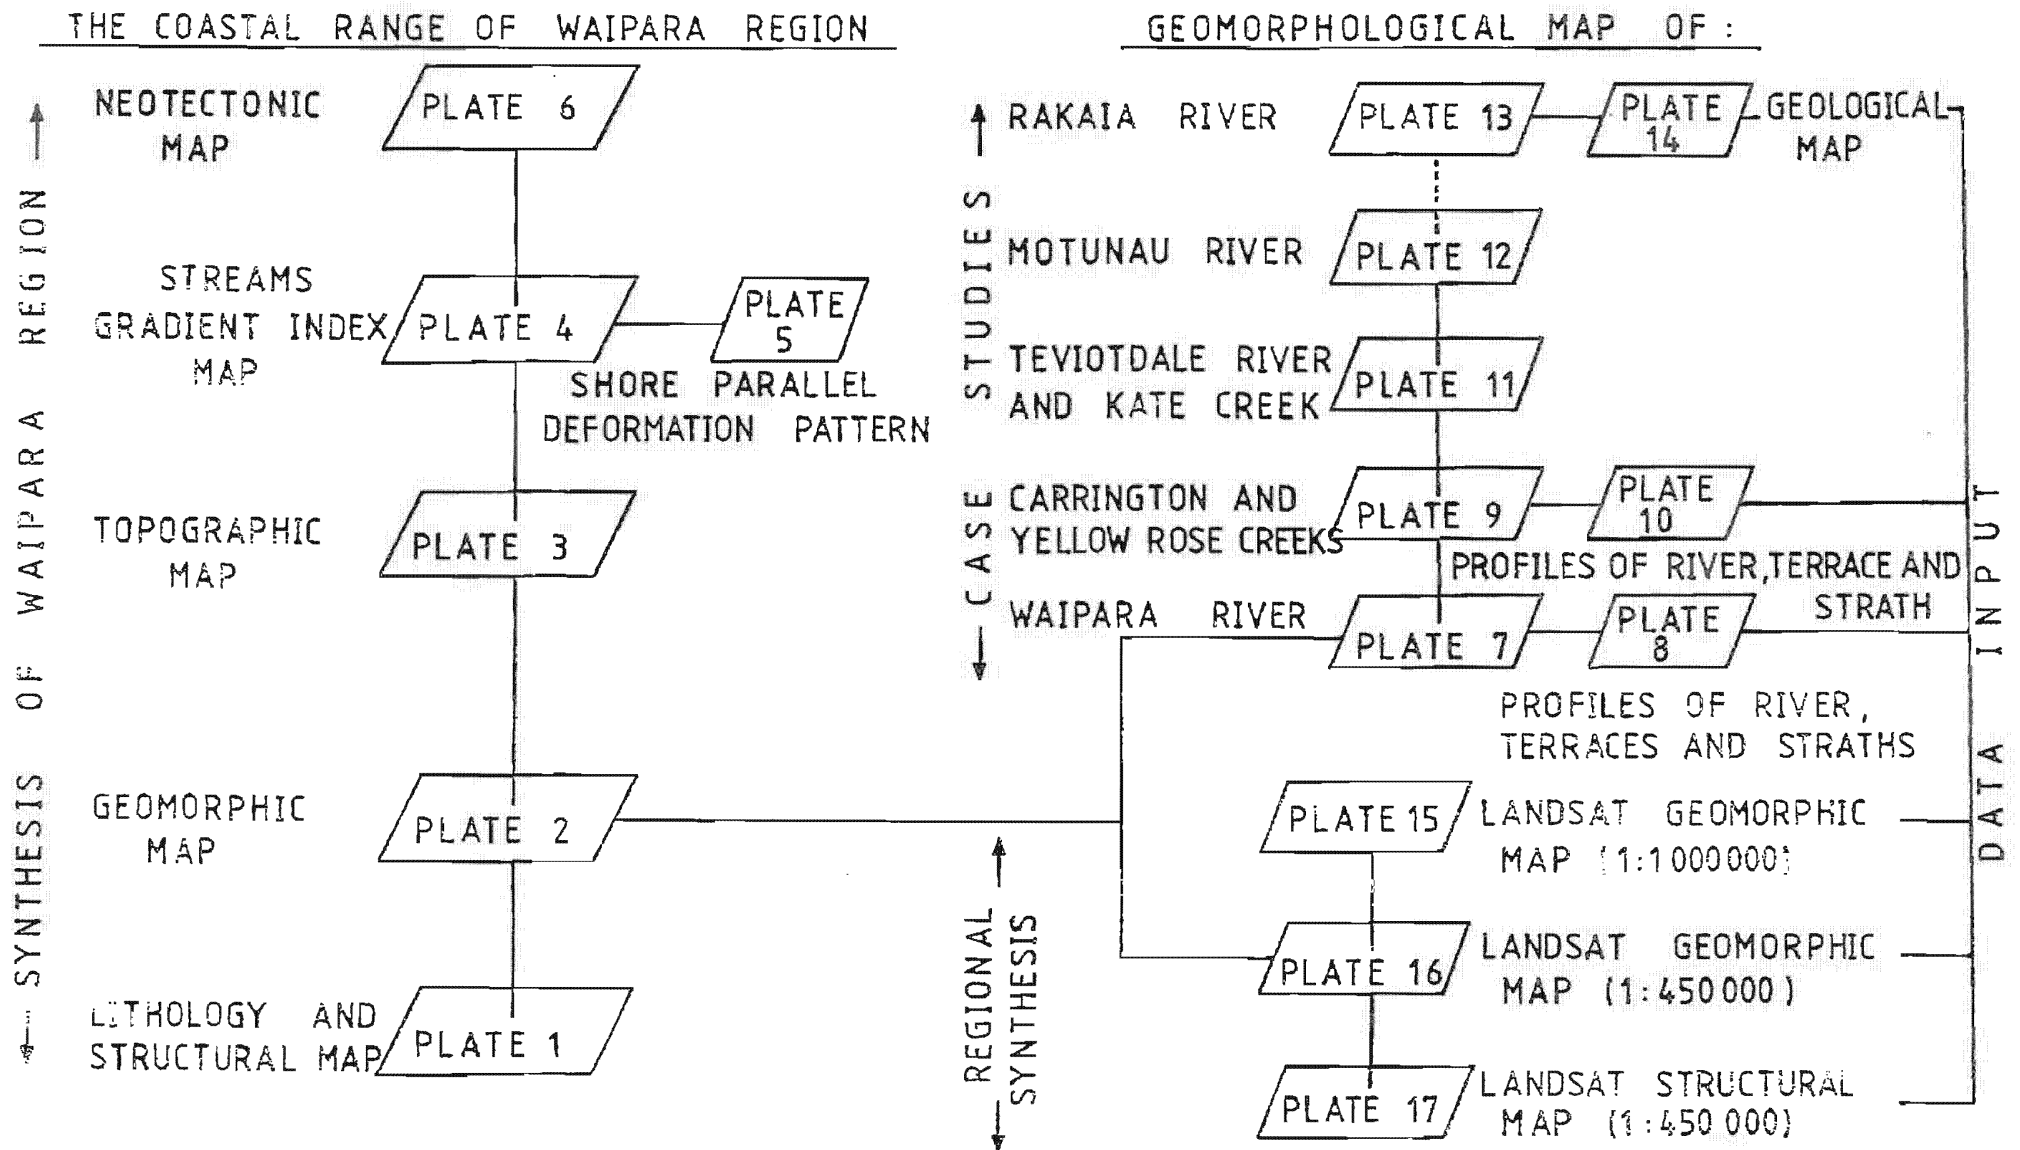 THE COASTAL RANGE OF WAIPARA REGION
SYNTHESIS OF WAIPARA REGION
NEOTECTONIC
MAP
PLATE 6
STREAMS
GRADIENT INDEX
MAP
PLATE 4
PLATE
5
SHORE PARALLEL
DEFORMATION PATTERN
TOPOGRAPHIC
MAP
PLATE 3
GEOMORPHIC
MAP
PLATE 2
LITHOLOGY AND
STRUCTURAL MAP
PLATE 1
GEOMORPHOLOGICAL MAP OF:
CASE STUDIES
RAKAIA RIVER
PLATE 13
PLATE
14
GEOLOGICAL
MAP
MOTUNAU RIVER
PLATE 12
TEVIOTDALE RIVER
AND KATE CREEK
PLATE 11
CARRINGTON AND
YELLOW ROSE CREEKS
PLATE 9
PLATE
10
PROFILES OF RIVER, TERRACE AND
STRATH
WAIPARA RIVER
PLATE 7
PLATE
8
PROFILES OF RIVER,
TERRACES AND STRATHS
REGIONAL
SYNTHESIS
PLATE 15
LANDSAT GEOMORPHIC
MAP (1:1000000)
PLATE 16
LANDSAT GEOMORPHIC
MAP (1:450000)
PLATE 17
LANDSAT STRUCTURAL
MAP (1:450000)
DATA INPUT